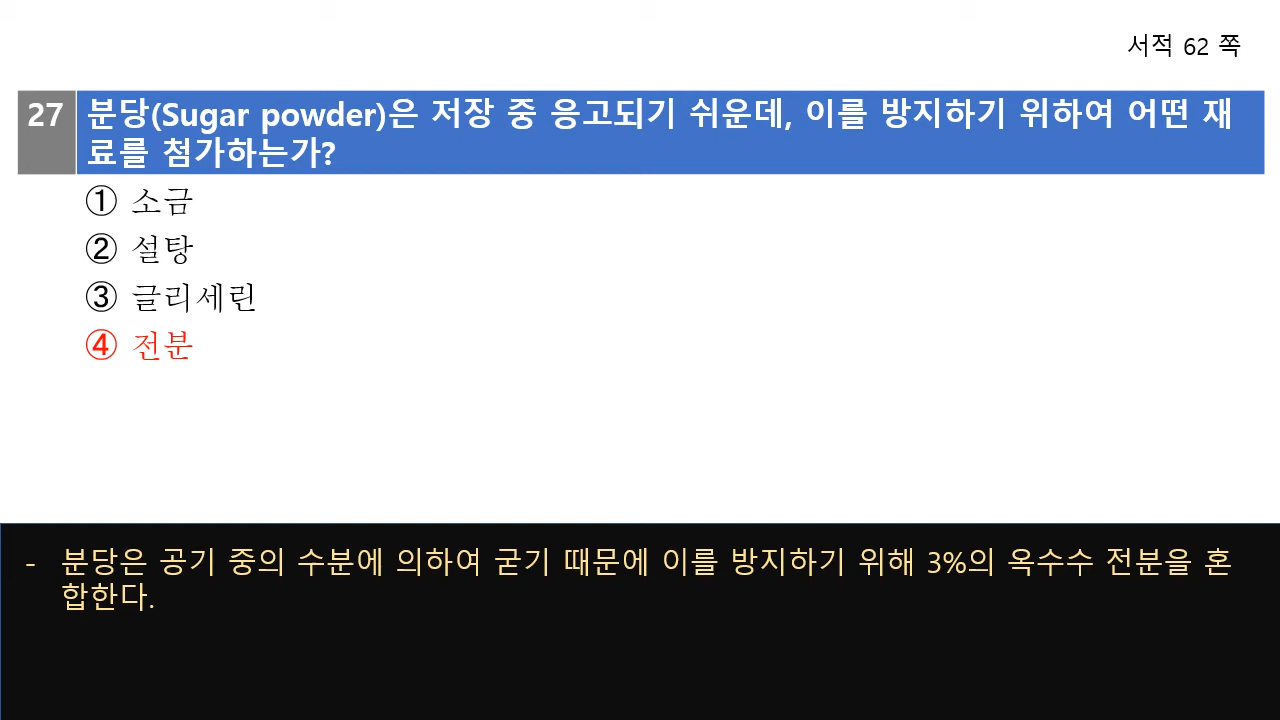 서적 62 쪽
27 분당(Sugar powder)은 저장 중 응고되기 쉬운데, 이를 방지하기 위하여 어떤 재
료를 첨가하는가?
① 소금
② 설탕
③ 글리세린
④ 전분
- 분당은 공기 중의 수분에 의하여 굳기 때문에 이를 방지하기 위해 3%의 옥수수 전분을 혼
합한다.